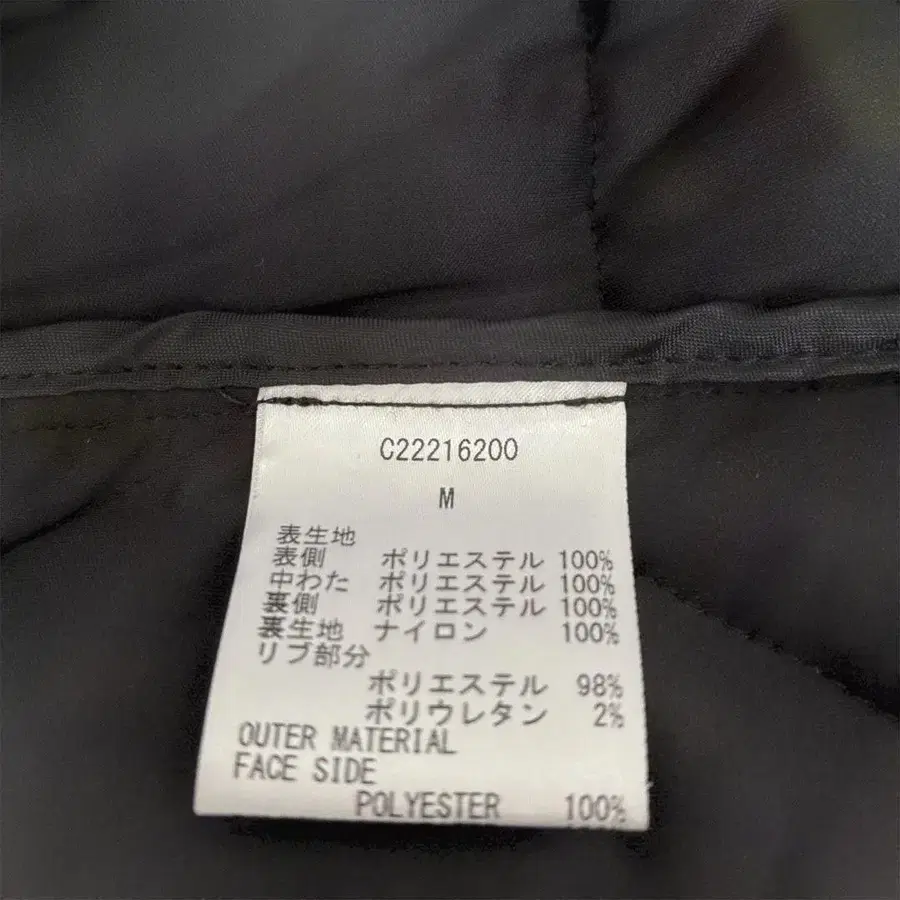 C22216200
M
表生地
表側 ポリエステル 100%
中わた ポリエステル 100%
裏側 ポリエステル 100%
裏生地 ナイロン 100%
リブ部分
ポリエステル 98%
ポリウレタン 2%
OUTER MATERIAL
FACE SIDE
POLYESTER 100%